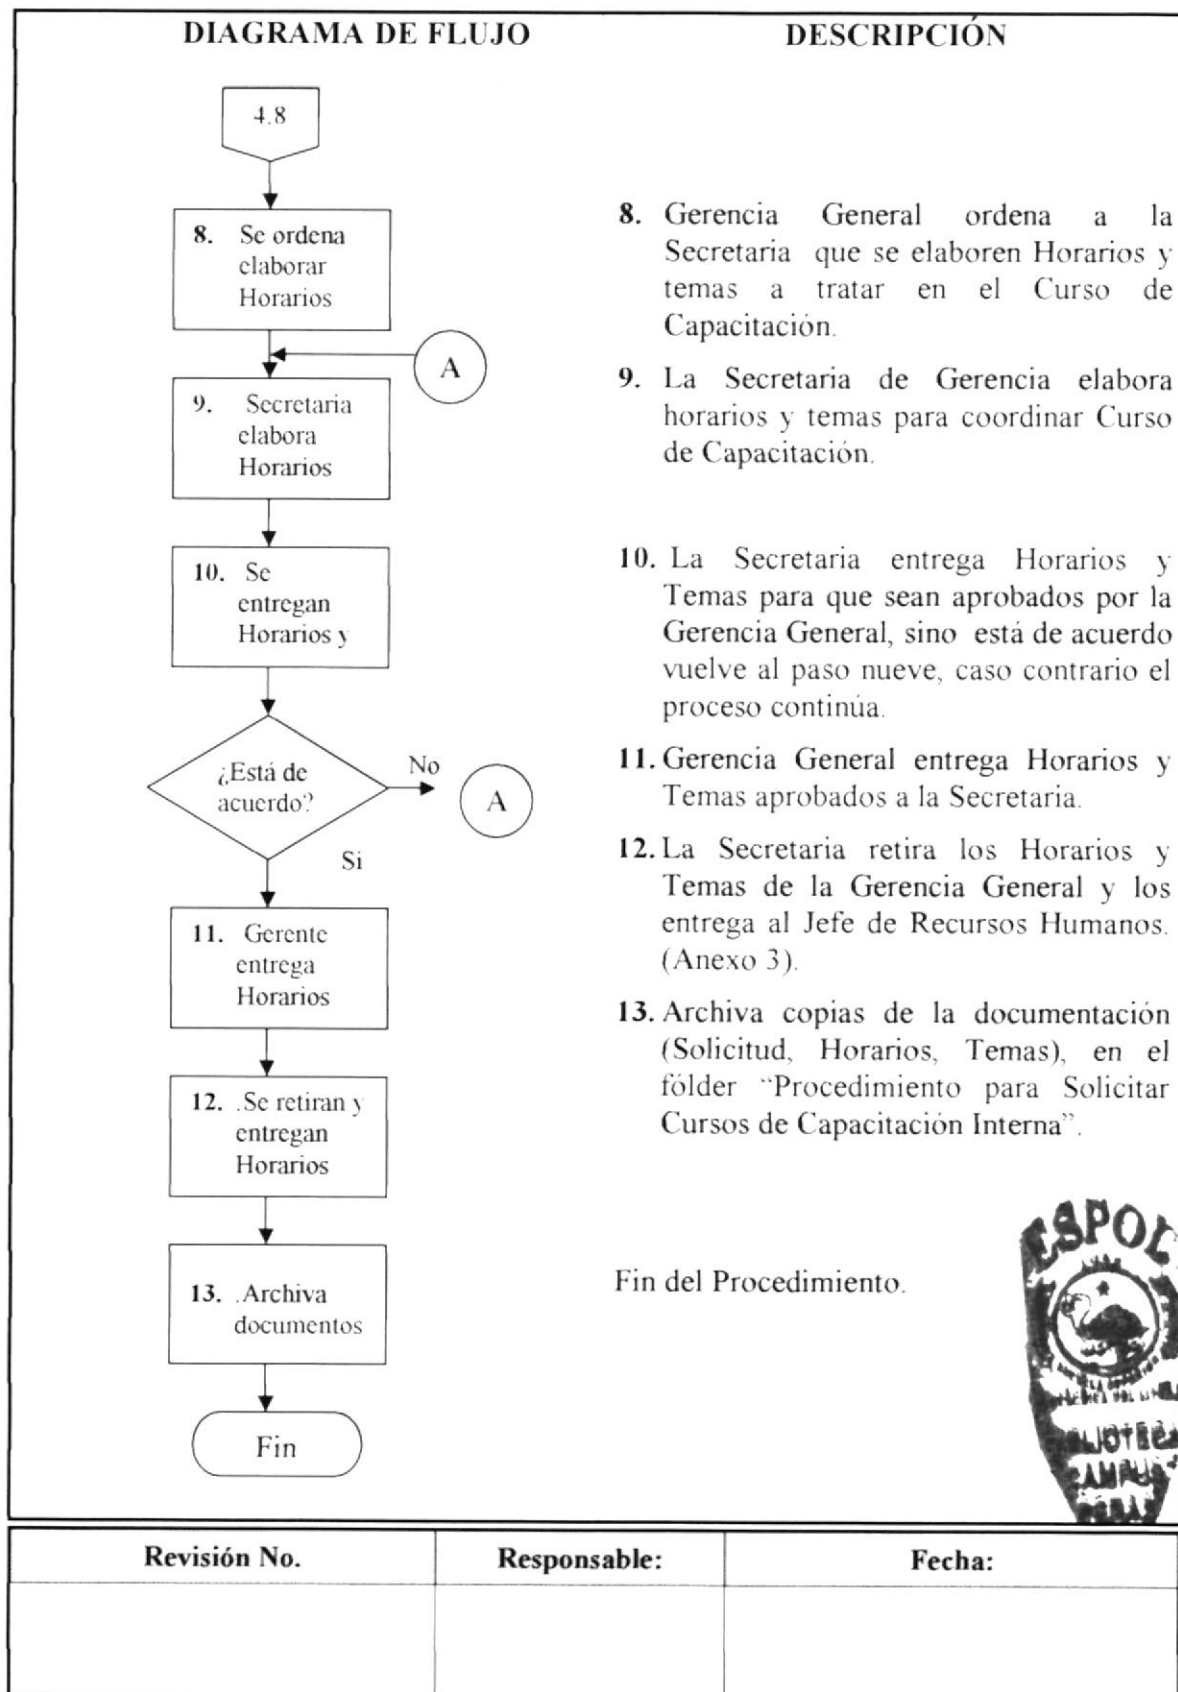 DIAGRAMA DE FLUJO
DESCRIPCIÓN
4.8
8. Se ordena
elaborar
Horarios
A
9. Secretaria
elabora
Horarios
10. Se
entregan
Horarios y
¿Está de
acuerdo?
No
A
Si
11. Gerente
entrega
Horarios
12. .Se retiran y
entregan
Horarios
13. .Archiva
documentos
Fin
8. Gerencia General ordena a la
Secretaria que se elaboren Horarios y
temas a tratar en el Curso de
Capacitación.
9. La Secretaria de Gerencia elabora
horarios y temas para coordinar Curso
de Capacitación.
10. La Secretaria entrega Horarios y
Temas para que sean aprobados por la
Gerencia General, sino está de acuerdo
vuelve al paso nueve, caso contrario el
proceso continúa.
11. Gerencia General entrega Horarios y
Temas aprobados a la Secretaria.
12. La Secretaria retira los Horarios y
Temas de la Gerencia General y los
entrega al Jefe de Recursos Humanos.
(Anexo 3).
13. Archiva copias de la documentación
(Solicitud, Horarios, Temas), en el
fólder “Procedimiento para Solicitar
Cursos de Capacitación Interna”.
Fin del Procedimiento.
ESPOL
Revisión No.
Responsable:
Fecha: